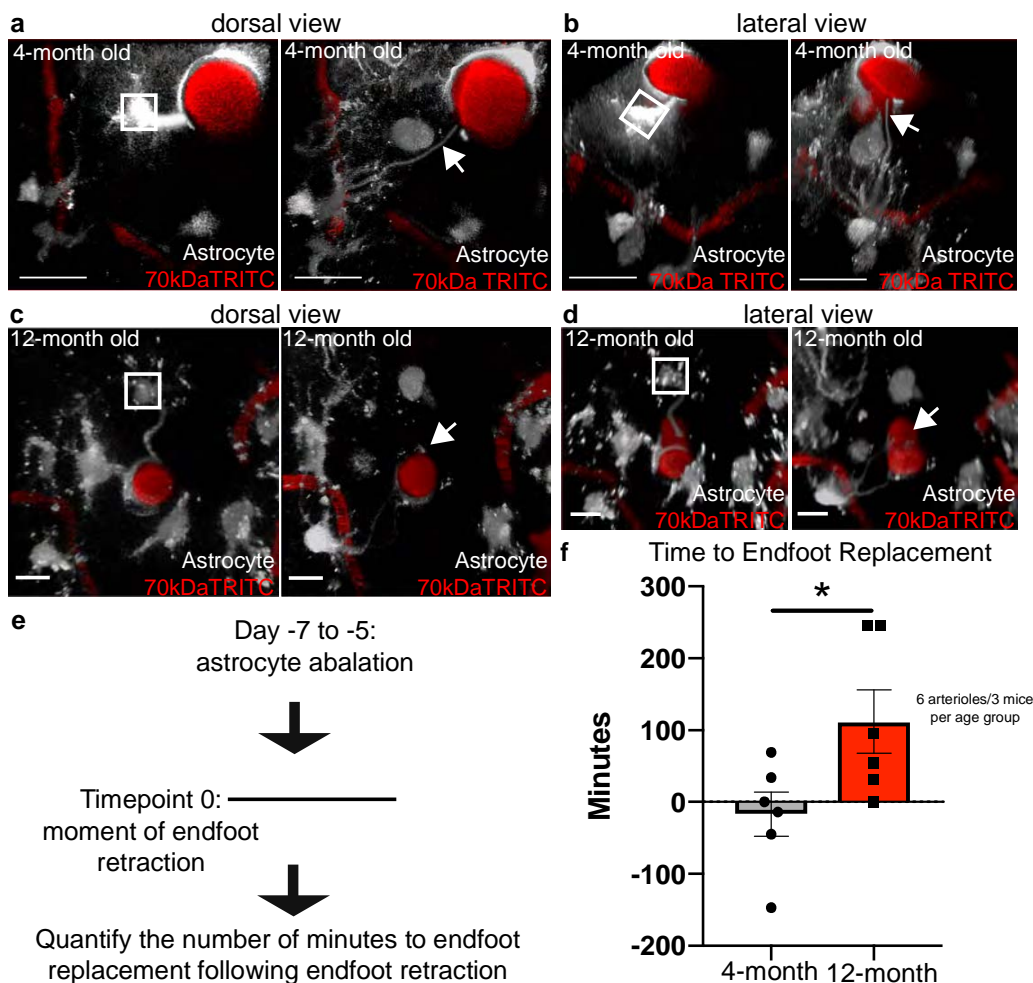 a
dorsal view
4-month old
4-month old
Astrocyte
70kDaTRITC
Astrocyte
70kDa TRITC
b
lateral view
4-month old
4-month old
Astrocyte
70kDa TRITC
Astrocyte
70kDa TRITC
c
dorsal view
12-month old
12-month old
Astrocyte
70kDaTRITC
Astrocyte
70kDaTRITC
d
lateral view
12-month old
12-month old
Astrocyte
70kDaTRITC
Astrocyte
70kDaTRITC
e
Day -7 to -5:
astrocyte abalation
Timepoint 0:
moment of endfoot
retraction
Quantify the number of minutes to endfoot
replacement following endfoot retraction
f
Time to Endfoot Replacement
Minutes
300
200
100
0
-100
-200
*
6 arterioles/3 mice
per age group
4-month
12-month